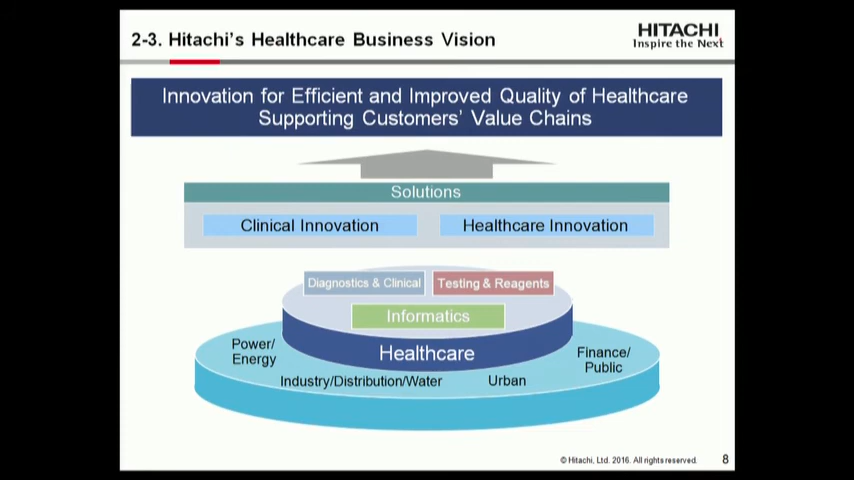 2-3. Hitachi's Healthcare Business Vision
HITACHI
Inspire the Next
Innovation for Efficient and Improved Quality of Healthcare
Supporting Customers' Value Chains
Solutions
Clinical Innovation
Healthcare Innovation
Diagnostics & Clinical
Testing & Reagents
Informatics
Healthcare
Power/
Energy
Industry/Distribution/Water
Urban
Finance/
Public
© Hitachi, Ltd. 2016. All rights reserved.
8